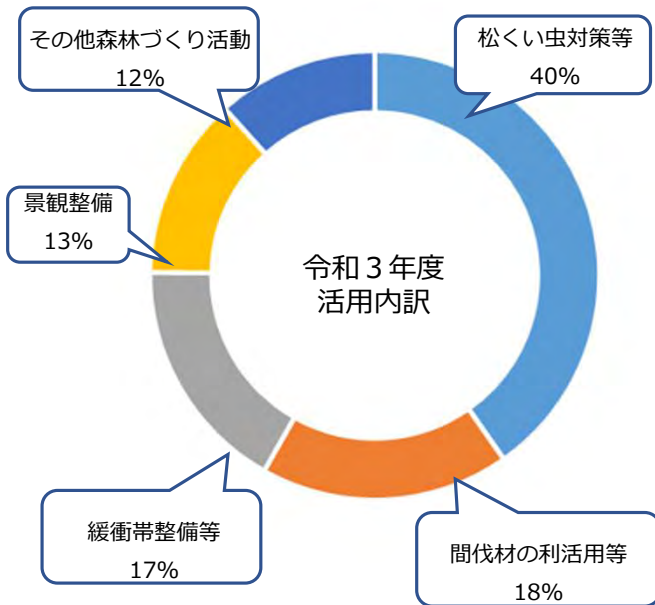 その他森林づくり活動
12%
松くい虫対策等
40%
景観整備
13%
令和３年度
活用内訳
緩衝帯整備等
17%
間伐材の利活用等
18%